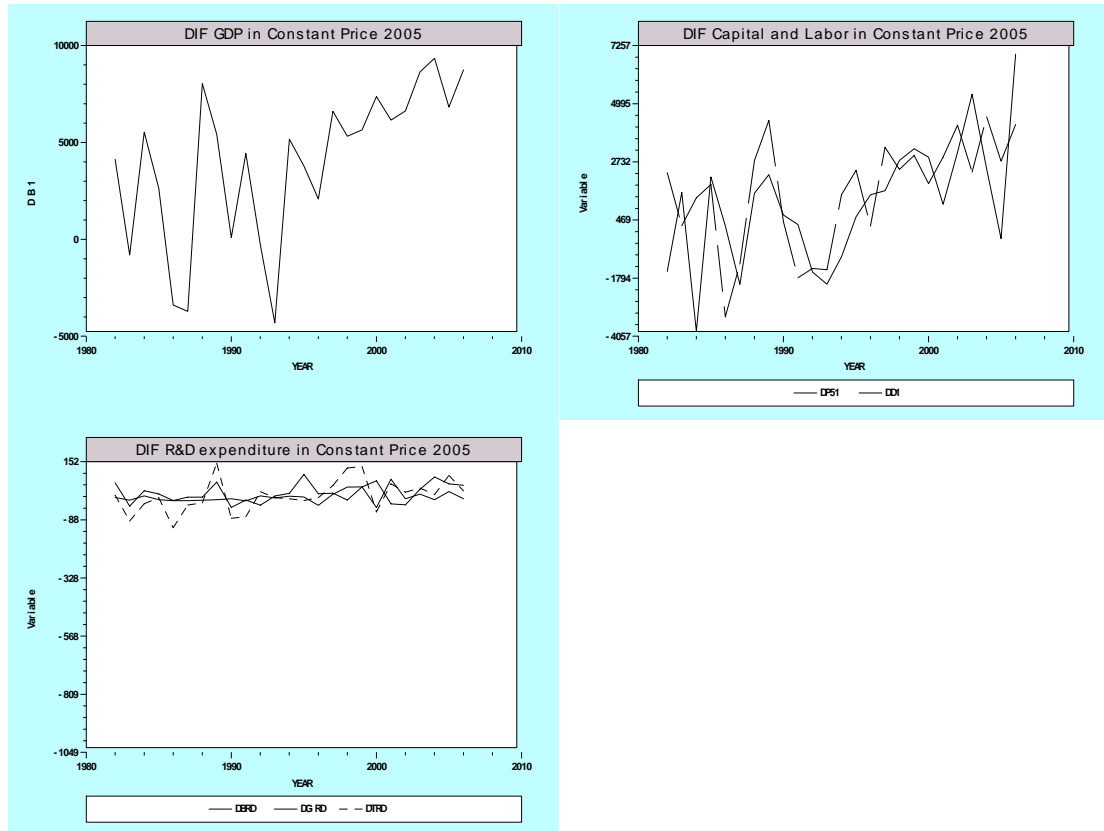 DIF GDP in Constant Price 2005
10000
5000
0
-5000
DB1
1980
1990
2000
2010
YEAR
DIF Capital and Labor in Constant Price 2005
7257
4995
2732
469
-1794
-4057
Variable
1980
1990
2000
2010
YEAR
DP51 DD1
DIF R&D expenditure in Constant Price 2005
152
-88
-328
-568
-809
-1049
Variable
1980
1990
2000
2010
YEAR
DBRD DGRD DTRD